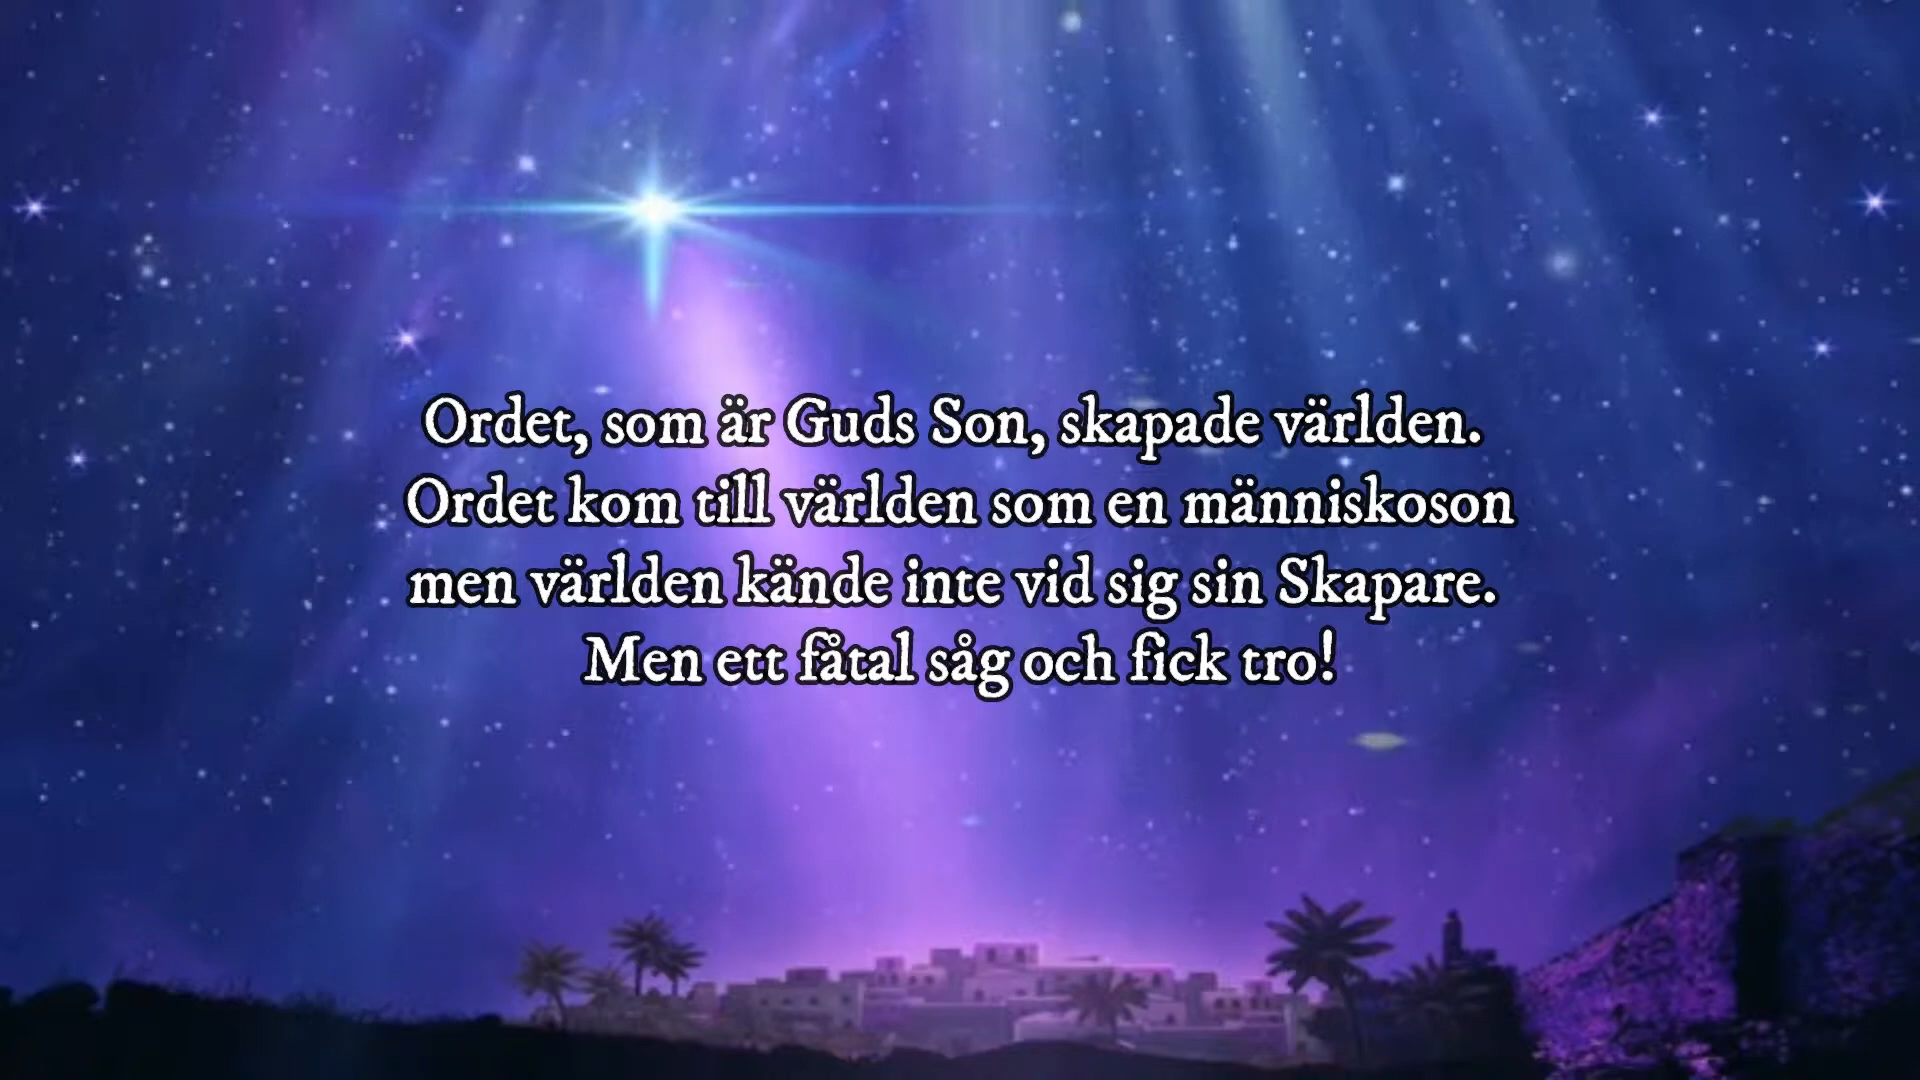 Ordet, som är Guds Son, skapade världen.
Ordet kom till världen som en människoson
men världen kände inte vid sig sin Skapare.
Men ett fåtal såg och fick tro!